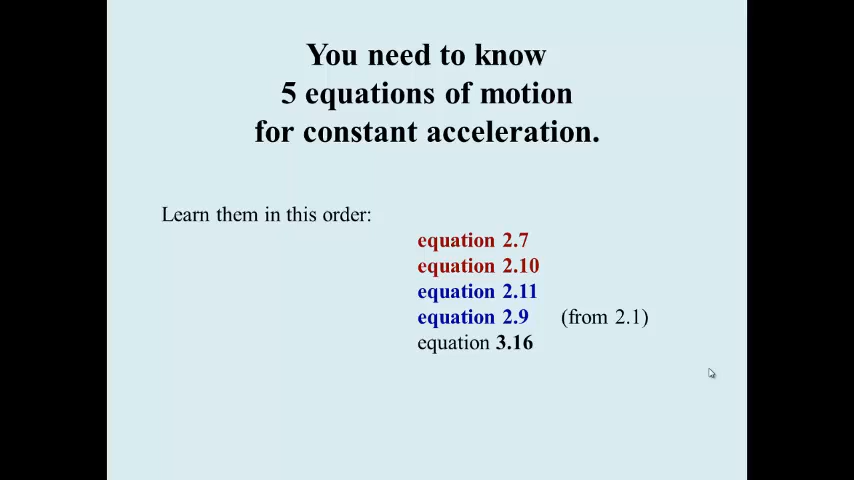 You need to know
5 equations of motion
for constant acceleration.
Learn them in this order:
equation 2.7
equation 2.10
equation 2.11
equation 2.9 (from 2.1)
equation 3.16